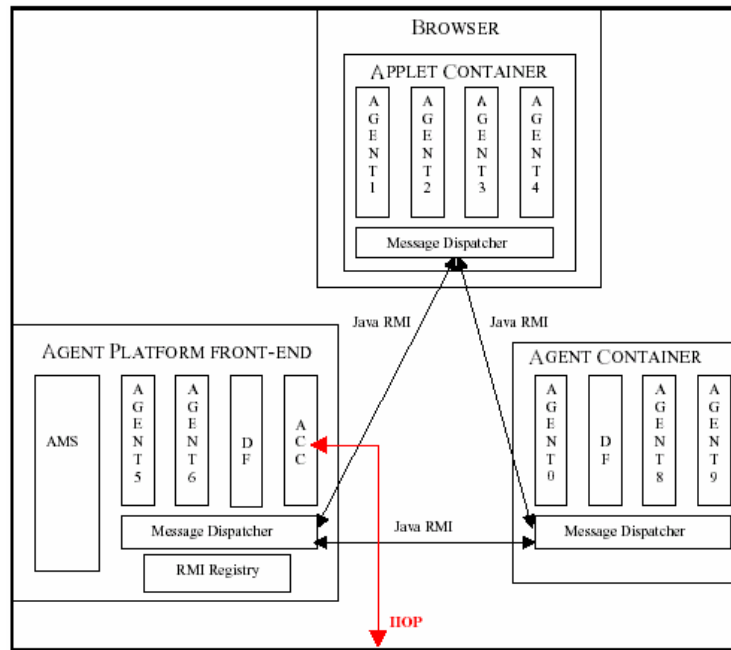 BROWSER
APPLET CONTAINER
AGENT1
AGENT2
AGENT3
AGENT4
Message Dispatcher
Java RMI
Java RMI
AGENT PLATFORM FRONT-END
AMS
AGENT5
AGENT6
DF
ACC
Message Dispatcher
RMI Registry
Java RMI
IIOP
AGENT CONTAINER
AGENT0
DF
AGENT8
AGENT9
Message Dispatcher